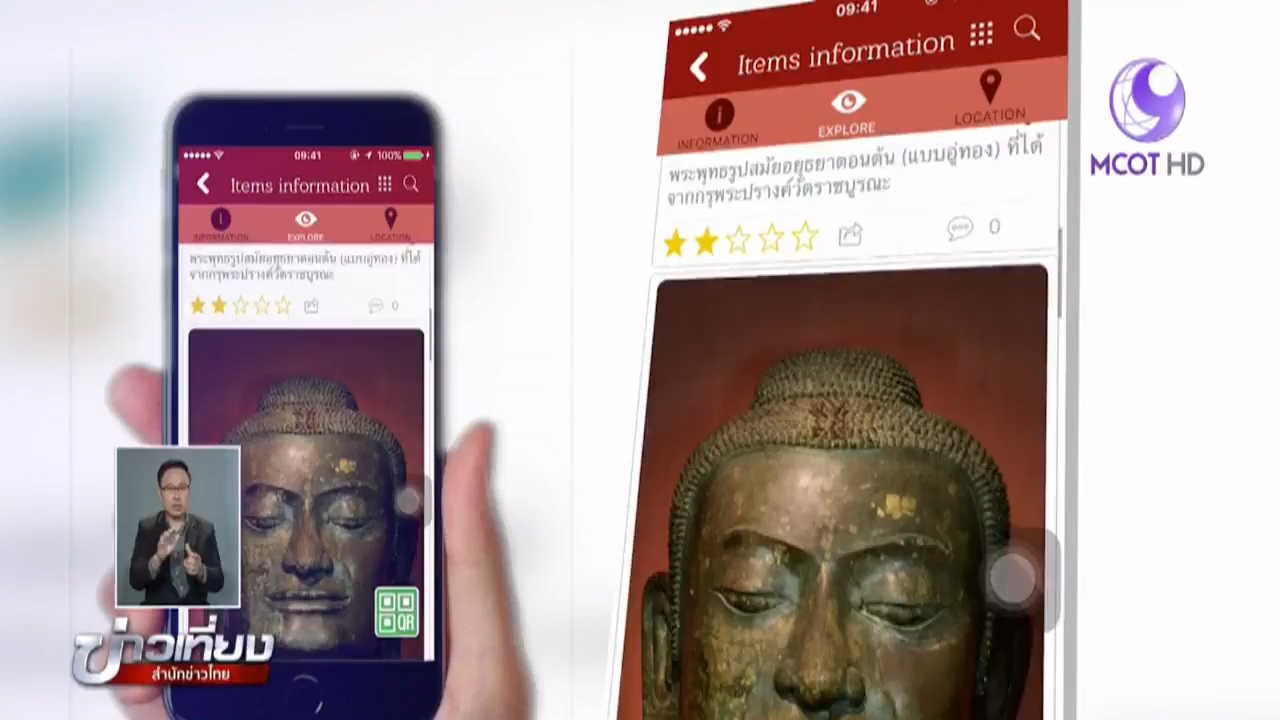 09:41
Items information
INFORMATION
EXPLORE
LOCATION
พระพุทธรูปสมัยอยุธยาตอนต้น (แบบอู่ทอง) ที่ได้
จากกรุพระปรางค์วัดราชบูรณะ
0
MCOT HD
09:41
100%
Items information
INFORMATION
EXPLORE
LOCATION
พระพุทธรูปสมัยอยุธยาตอนต้น (แบบอู่ทอง) ที่ได้
จากกรุพระปรางค์วัดราชบูรณะ
0
QR
ข่าวเที่ยง
สำนักข่าวไทย